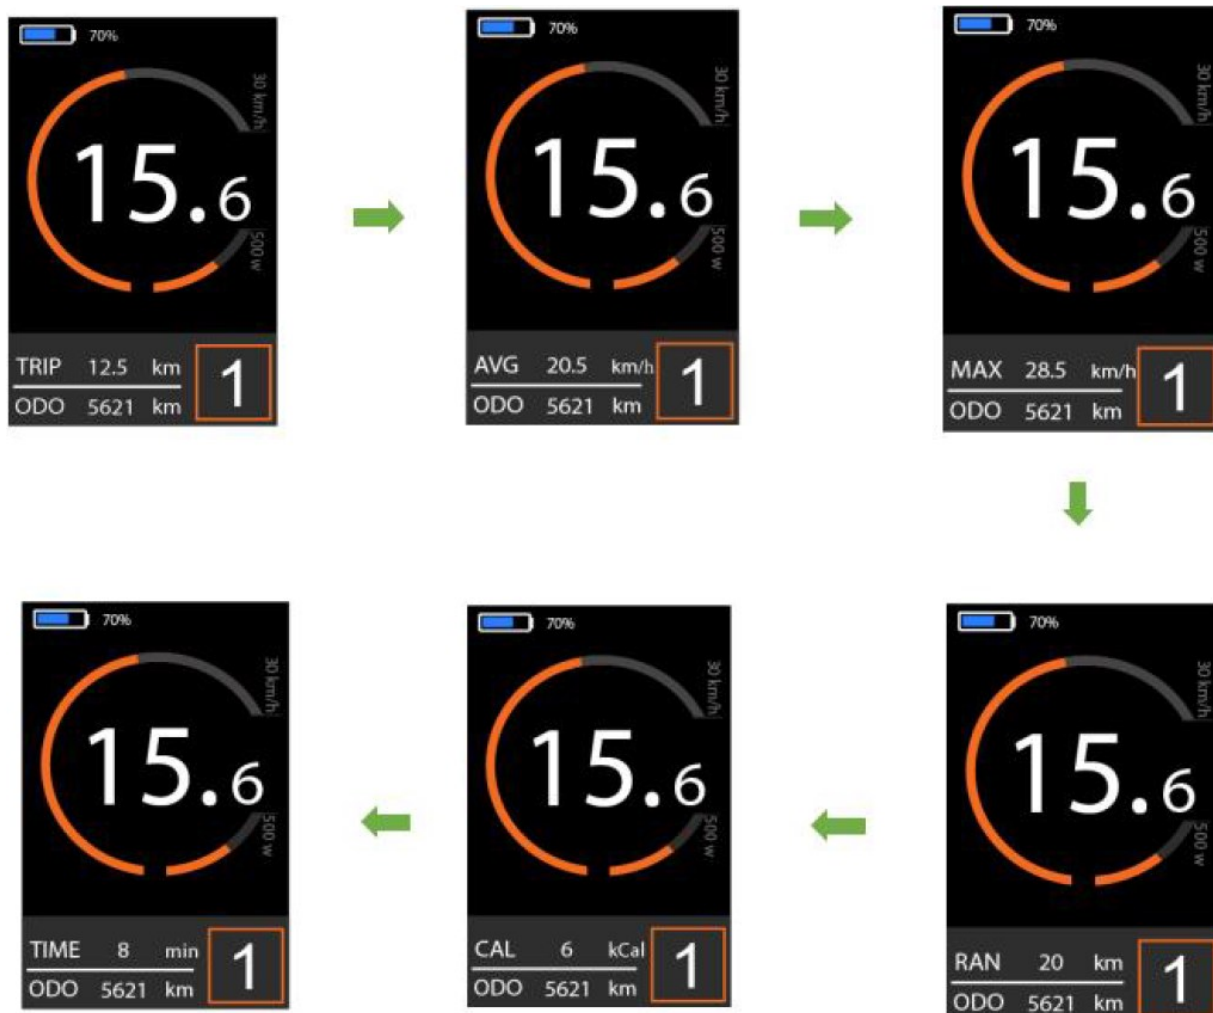 70%
30 km/h
15.6
500 w
TRIP 12.5 km
ODO 5621 km
1
70%
30 km/h
15.6
500 w
AVG 20.5 km/h
ODO 5621 km
1
70%
30 km/h
15.6
500 w
MAX 28.5 km/h
ODO 5621 km
1
70%
30 km/h
15.6
500 w
RAN 20 km
ODO 5621 km
1
70%
30 km/h
15.6
500 w
CAL 6 kCal
ODO 5621 km
1
70%
30 km/h
15.6
500 w
TIME 8 min
ODO 5621 km
1